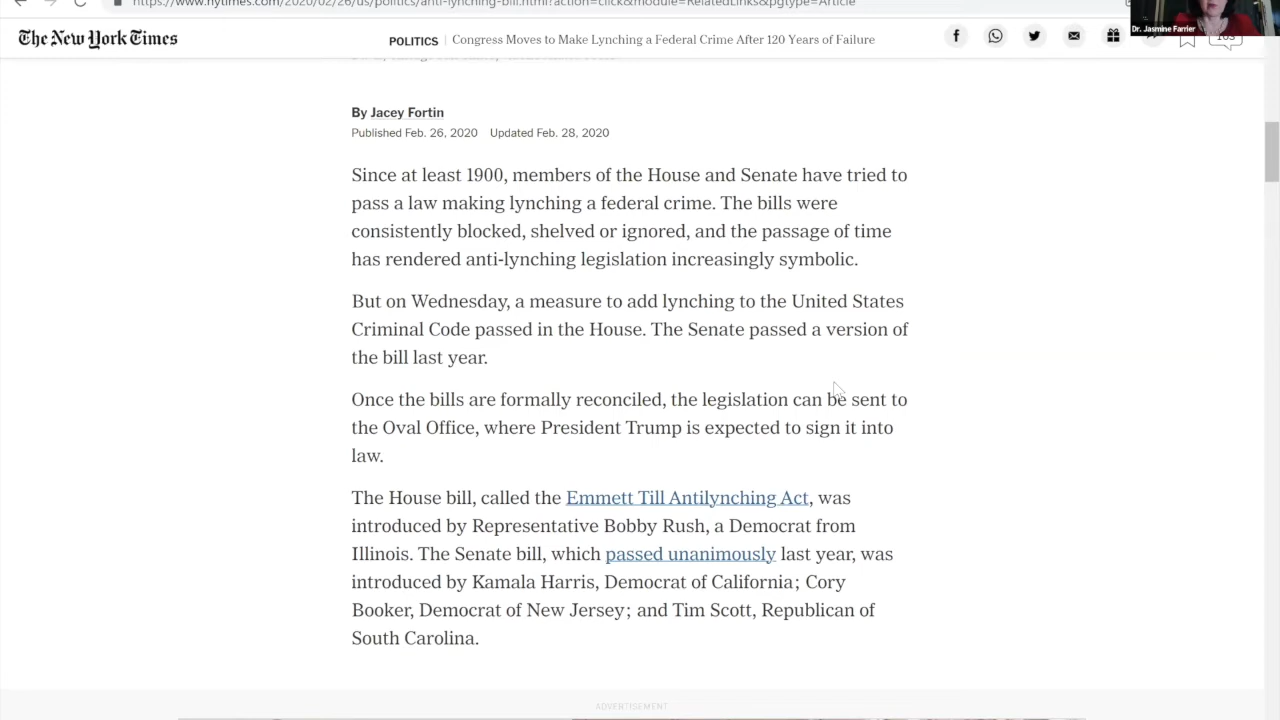 https://www.nytimes.com/2020/02/26/us/politics/anti-lynching-bill.html?action=click&module=RelatedLinks&pgtype=Article
Dr. Jasmine Farrier
The New York Times
POLITICS
Congress Moves to Make Lynching a Federal Crime After 120 Years of Failure
By Jacey Fortin
Published Feb. 26, 2020 Updated Feb. 28, 2020
Since at least 1900, members of the House and Senate have tried to
pass a law making lynching a federal crime. The bills were
consistently blocked, shelved or ignored, and the passage of time
has rendered anti-lynching legislation increasingly symbolic.
But on Wednesday, a measure to add lynching to the United States
Criminal Code passed in the House. The Senate passed a version of
the bill last year.
Once the bills are formally reconciled, the legislation can be sent to
the Oval Office, where President Trump is expected to sign it into
law.
The House bill, called the Emmett Till Antilynching Act, was
introduced by Representative Bobby Rush, a Democrat from
Illinois. The Senate bill, which passed unanimously last year, was
introduced by Kamala Harris, Democrat of California; Cory
Booker, Democrat of New Jersey; and Tim Scott, Republican of
South Carolina.
ADVERTISEMENT